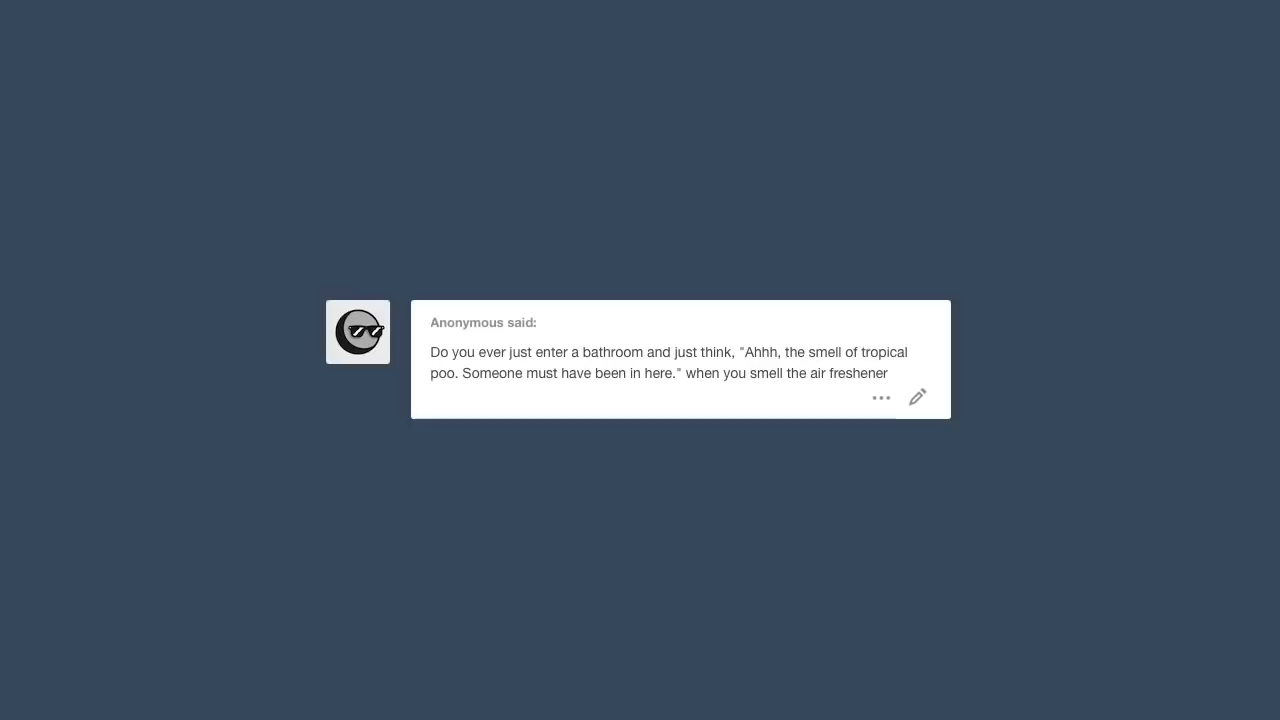 Anonymous said:
Do you ever just enter a bathroom and just think, "Ahhh, the smell of tropical
poo. Someone must have been in here." when you smell the air freshener